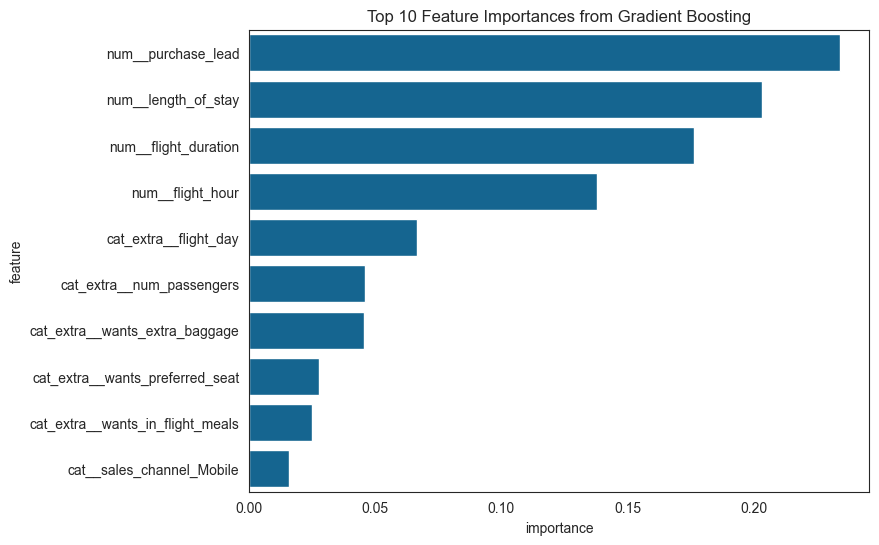 Top 10 Feature Importances from Gradient Boosting
feature
num__purchase_lead
num__length_of_stay
num__flight_duration
num__flight_hour
cat_extra__flight_day
cat_extra__num_passengers
cat_extra__wants_extra_baggage
cat_extra__wants_preferred_seat
cat_extra__wants_in_flight_meals
cat__sales_channel_Mobile
0.00 0.05 0.10 0.15 0.20
importance